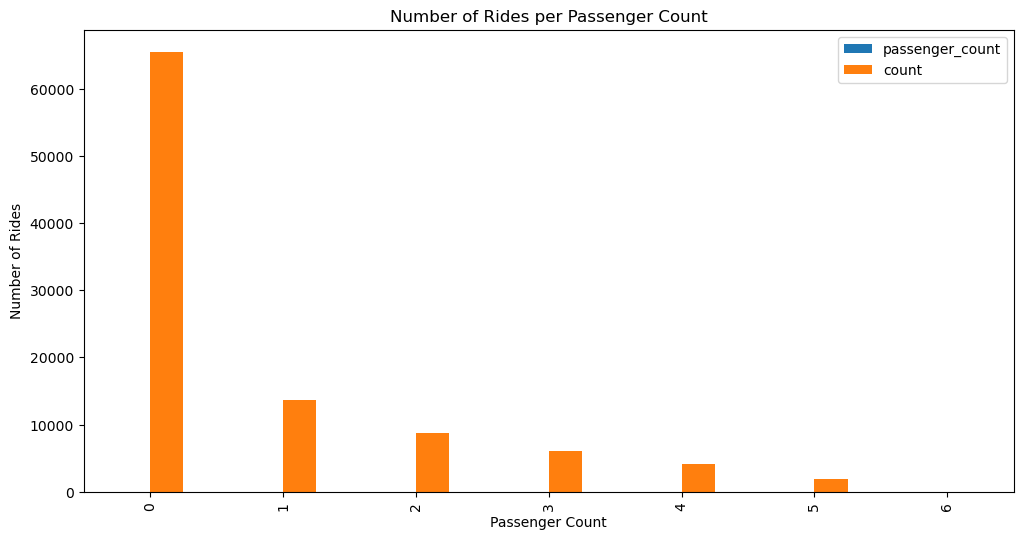 Number of Rides per Passenger Count
passenger_count
count
60000
50000
40000
30000
20000
10000
0
Number of Rides
0 1 2 3 4 5 6
Passenger Count